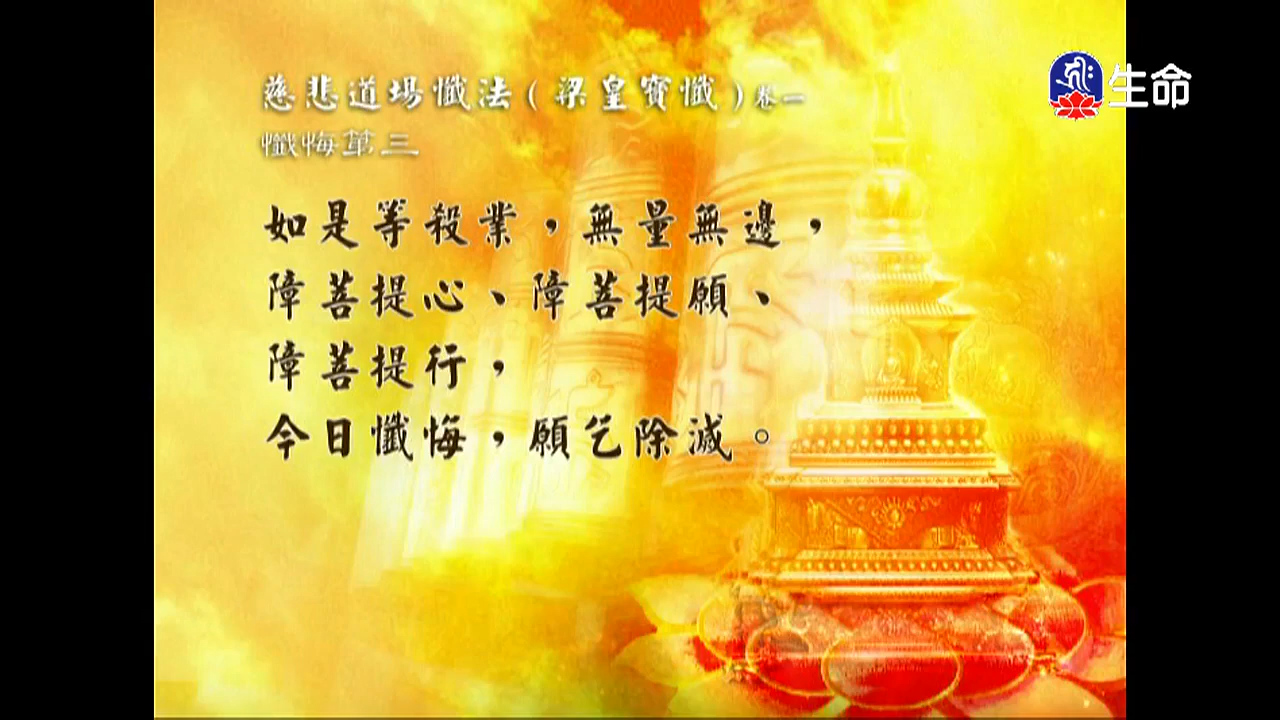 慈悲道場懺法（梁皇寶懺）卷一
懺悔第三
如是等殺業，無量無邊，
障菩提心、障菩提願、
障菩提行，
今日懺悔，願乞除滅。
生命